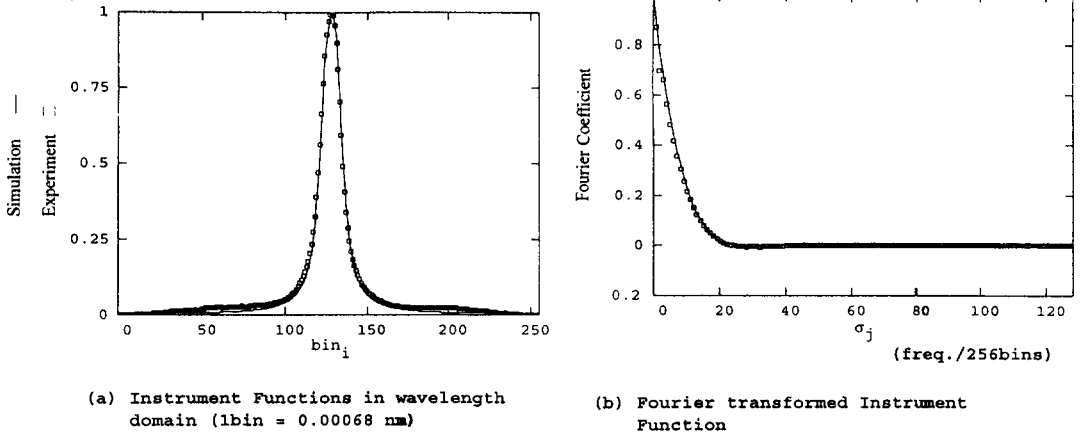 Simulation —
Experiment □
1
0.75
0.5
0.25
0
0 50 100 150 200 250
bin_i
(a) Instrument Functions in wavelength
domain (1bin = 0.00068 nm)
Fourier Coefficient
0.8
0.6
0.4
0.2
0
0.2
0 20 40 60 80 100 120
σ_j
(freq./256bins)
(b) Fourier transformed Instrument
Function